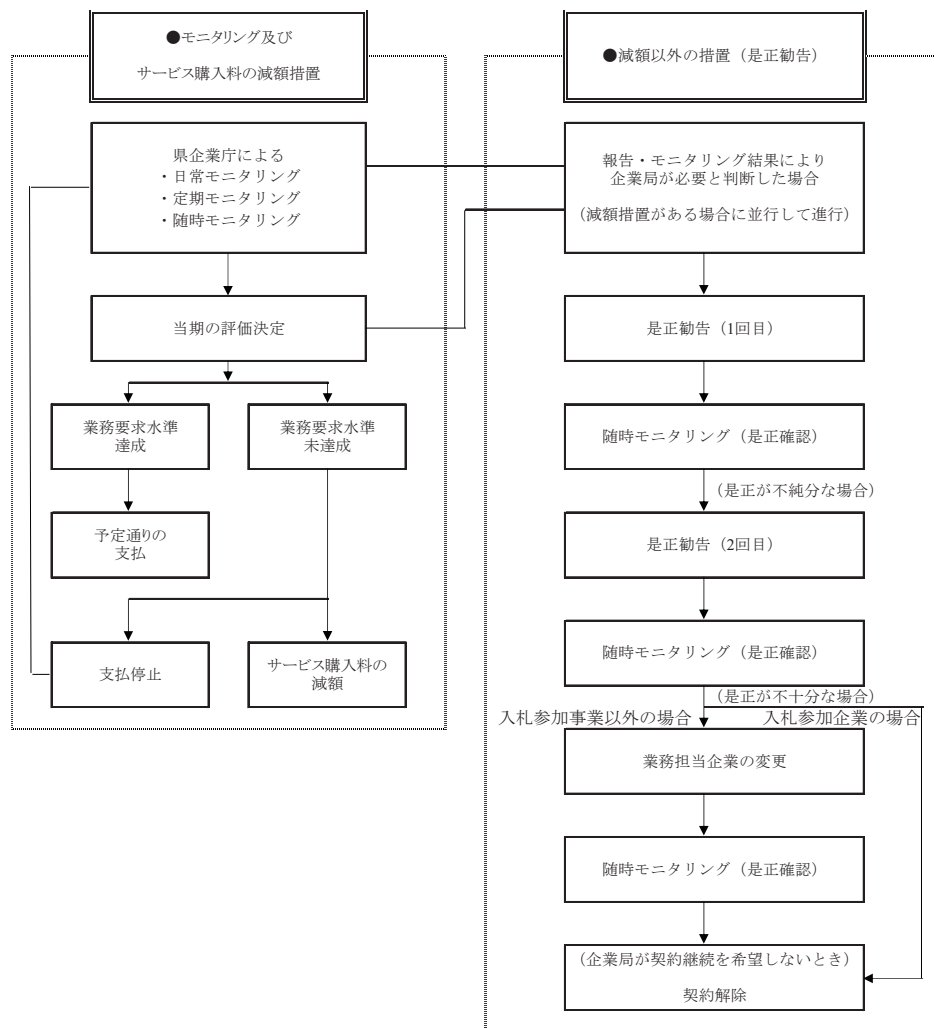 ●モニタリング及び
サービス購入料の減額措置
県企業庁による
・日常モニタリング
・定期モニタリング
・随時モニタリング
当期の評価決定
業務要求水準
達成
業務要求水準
未達成
予定通りの
支払
支払停止
サービス購入料の
減額
●減額以外の措置（是正勧告）
報告・モニタリング結果により
企業局が必要と判断した場合
（減額措置がある場合に並行して進行）
是正勧告（1回目）
随時モニタリング（是正確認）
（是正が不純分な場合）
是正勧告（2回目）
随時モニタリング（是正確認）
（是正が不十分な場合）
入札参加事業以外の場合
入札参加企業の場合
業務担当企業の変更
随時モニタリング（是正確認）
（企業局が契約継続を希望しないとき）
契約解除